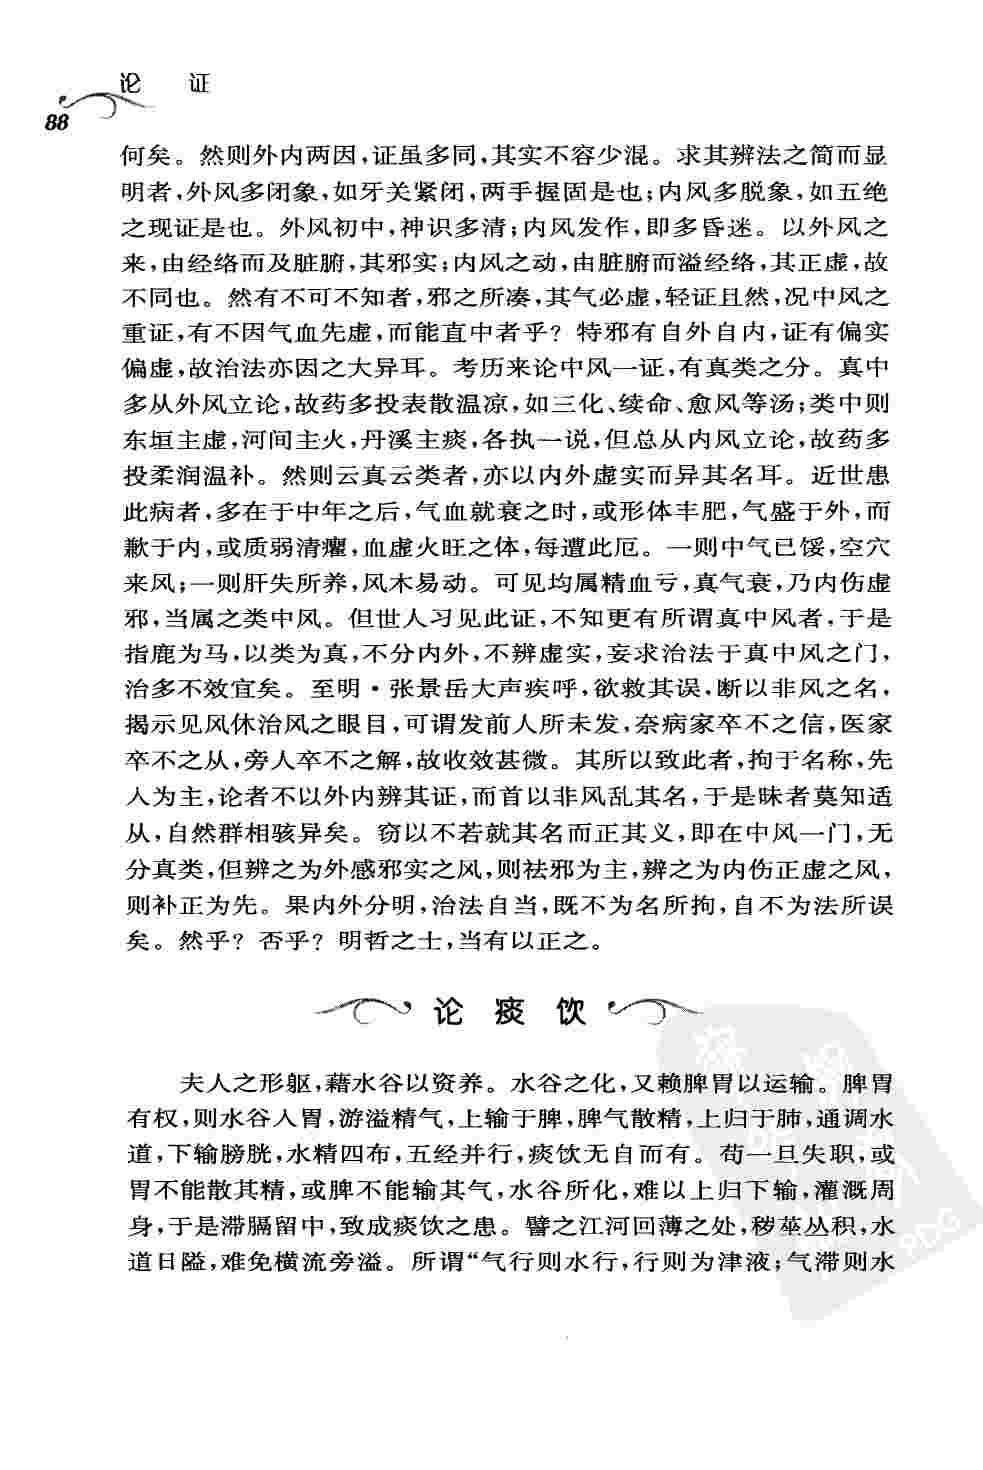 论 证
88
何矣。然则外内两因,证虽多同,其实不容少混。求其辨法之简而显
明者,外风多闭象,如牙关紧闭,两手握固是也;内风多脱象,如五绝
之现证是也。外风初中,神识多清;内风发作,即多昏迷。以外风之
来,由经络而及脏腑,其邪实;内风之动,由脏腑而溢经络,其正虚,故
不同也。然有不可不知者,邪之所凑,其气必虚,轻证且然,况中风之
重证,有不因气血先虚,而能直中者乎?特邪有自外自内,证有偏实
偏虚,故治法亦因之大异耳。考历来论中风一证,有真类之分。真中
多从外风立论,故药多投表散温凉,如三化、续命、愈风等汤;类中则
东垣主虚,河间主火,丹溪主痰,各执一说,但总从内风立论,故药多
投柔润温补。然则云真云类者,亦以内外虚实而异其名耳。近世患
此病者,多在于中年之后,气血就衰之时,或形体丰肥,气盛于外,而
歉于内,或质弱清癯,血虚火旺之体,每遭此厄。一则中气已馁,空穴
来风;一则肝失所养,风木易动。可见均属精血亏,真气衰,乃内伤虚
邪,当属之类中风。但世人习见此证,不知更有所谓真中风者,于是
指鹿为马,以类为真,不分内外,不辨虚实,妄求治法于真中风之门,
治多不效宜矣。至明·张景岳大声疾呼,欲救其误,断以非风之名,
揭示见风休治风之眼目,可谓发前人所未发,奈病家卒不之信,医家
卒不之从,旁人卒不之解,故收效甚微。其所以致此者,拘于名称,先
人为主,论者不以外内辨其证,而首以非风乱其名,于是昧者莫知适
从,自然群相骇异矣。窃以不若就其名而正其义,即在中风一门,无
分真类,但辨之为外感邪实之风,则祛邪为主,辨之为内伤正虚之风,
则补正为先。果内外分明,治法自当,既不为名所拘,自不为法所误
矣。然乎?否乎?明哲之士,当有以正之。
论 痰 饮
夫人之形躯,藉水谷以资养。水谷之化,又赖脾胃以运输。脾胃
有权,则水谷人胃,游溢精气,上输于脾,脾气散精,上归于肺,通调水
道,下输膀胱,水精四布,五经并行,痰饮无自而有。苟一旦失职,或
胃不能散其精,或脾不能输其气,水谷所化,难以上归下输,灌溉周
身,于是滞膈留中,致成痰饮之患。譬之江河回薄之处,秽莝丛积,水
道日隘,难免横流旁溢。所谓“气行则水行,行则为津液;气滞则水
PDG